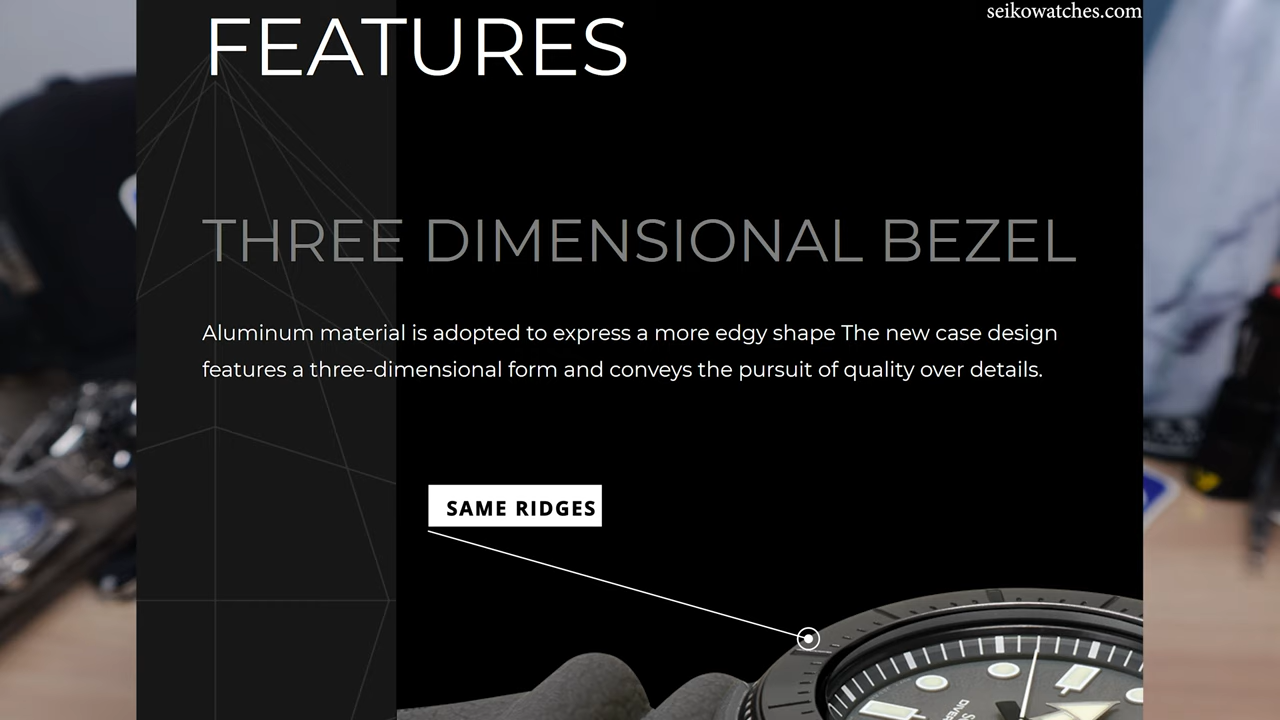 seikowatches.com
FEATURES
THREE DIMENSIONAL BEZEL
Aluminum material is adopted to express a more edgy shape The new case design
features a three-dimensional form and conveys the pursuit of quality over details.
SAME RIDGES